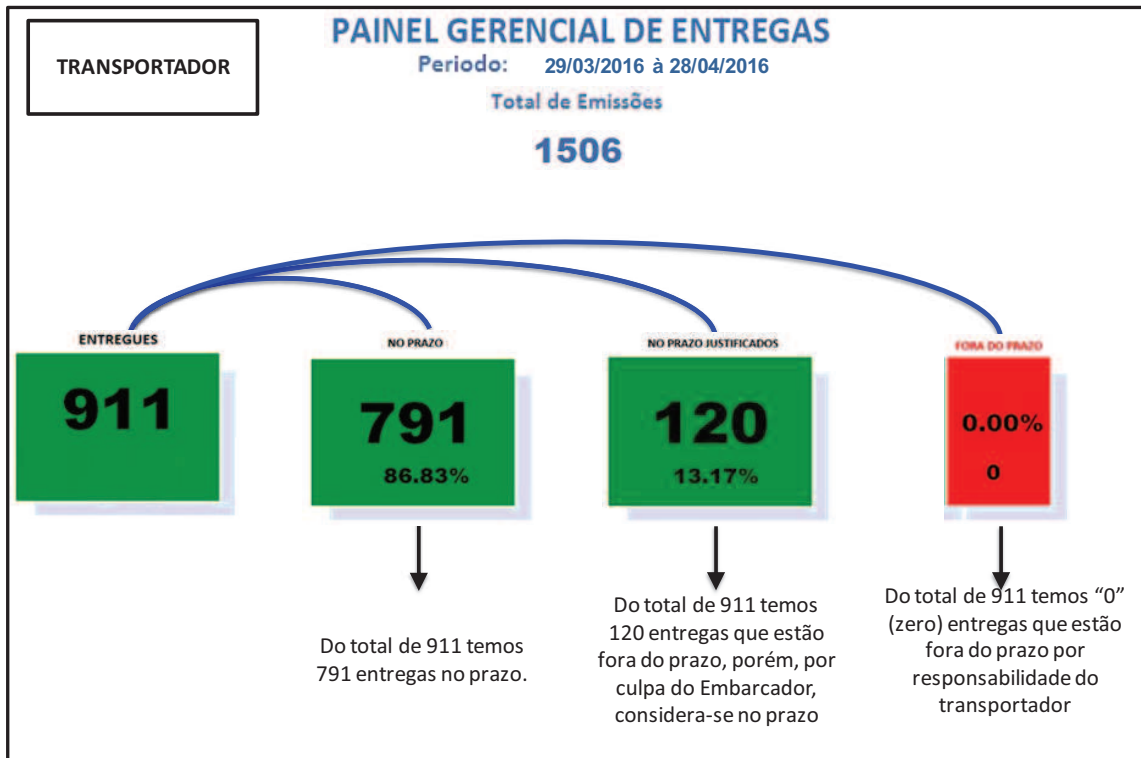 TRANSPORTADOR
PAINEL GERENCIAL DE ENTREGAS
Periodo: 29/03/2016 à 28/04/2016
Total de Emissões
1506
ENTREGUES
911
NO PRAZO
791
86.83%
NO PRAZO JUSTIFICADOS
120
13.17%
FORA DO PRAZO
0.00%
0
Do total de 911 temos
791 entregas no prazo.
Do total de 911 temos
120 entregas que estão
fora do prazo, porém, por
culpa do Embarcador,
considera-se no prazo
Do total de 911 temos “0”
(zero) entregas que estão
fora do prazo por
responsabilidade do
transportador